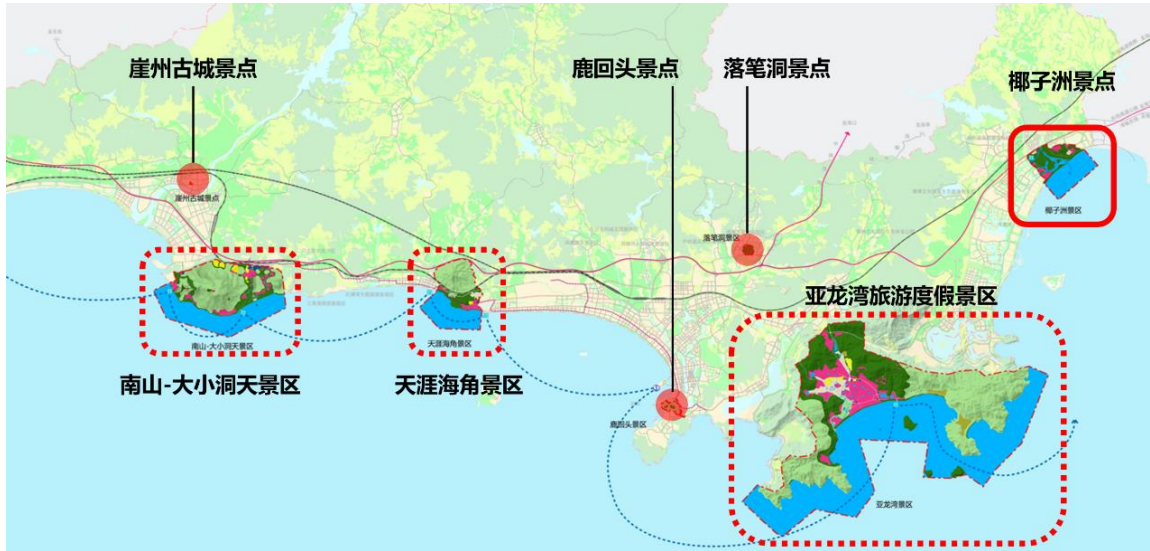 崖州古城景点
鹿回头景点
落笔洞景点
椰子洲景点
崖州古城景点
椰子洲景区
落笔洞景区
亚龙湾旅游度假景区
南山-大小洞天景区
天涯海角景区
南山-大小洞天景区
天涯海角景区
鹿回头景区
亚龙湾景区